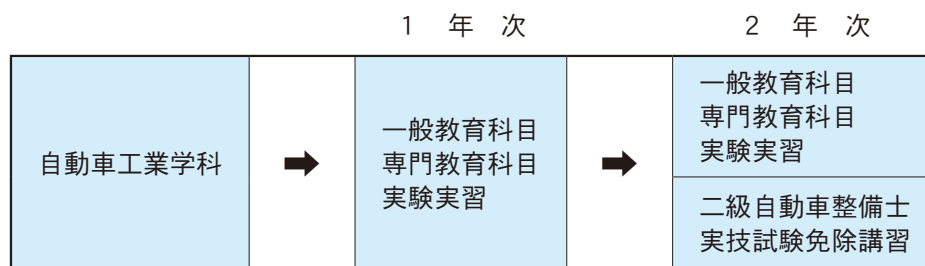 1 年 次
2 年 次
自動車工業学科
一般教育科目
専門教育科目
実験実習
一般教育科目
専門教育科目
実験実習
二級自動車整備士
実技試験免除講習